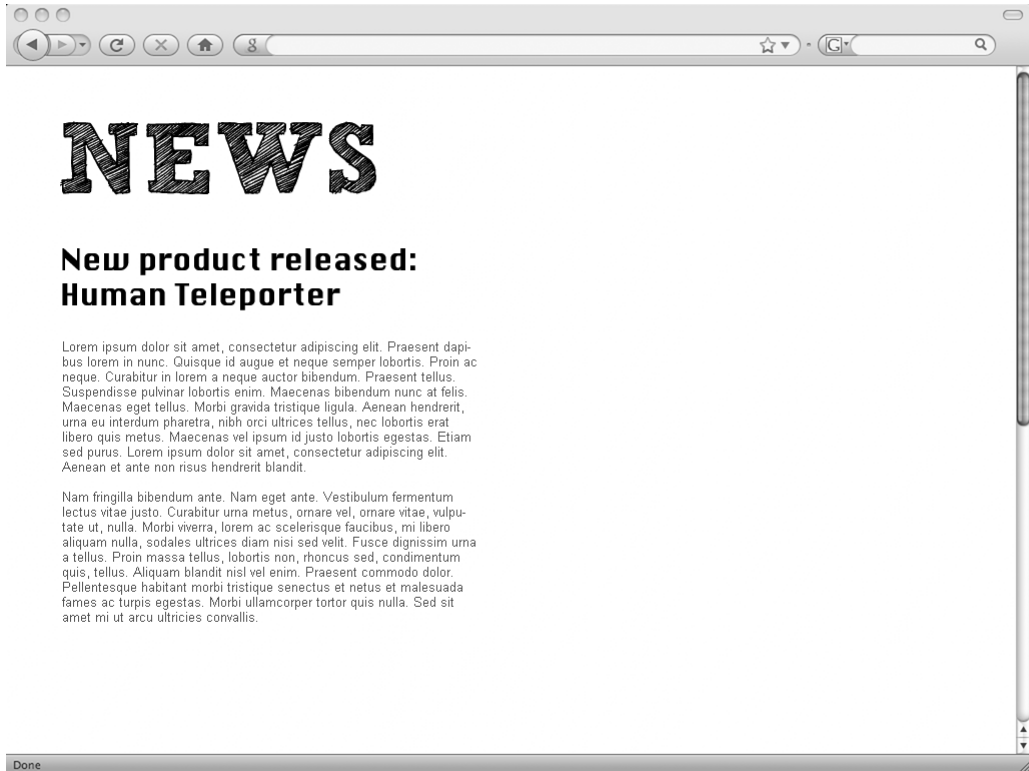 NEWS
New product released:
Human Teleporter
Lorem ipsum dolor sit amet, consectetur adipiscing elit. Praesent dapi-
bus lorem in nunc. Quisque id augue et neque semper lobortis. Proin ac
neque. Curabitur in lorem a neque auctor bibendum. Praesent tellus.
Suspendisse pulvinar lobortis enim. Maecenas bibendum nunc at felis.
Maecenas eget tellus. Morbi gravida tristique ligula. Aenean hendrerit,
urna eu interdum pharetra, nibh orci ultrices tellus, nec lobortis erat
libero quis metus. Maecenas vel ipsum id justo lobortis egestas. Etiam
sed purus. Lorem ipsum dolor sit amet, consectetur adipiscing elit.
Aenean et ante non risus hendrerit blandit.
Nam fringilla bibendum ante. Nam eget ante. Vestibulum fermentum
lectus vitae justo. Curabitur urna metus, ornare vel, ornare vitae, vulpu-
tate ut, nulla. Morbi viverra, lorem ac scelerisque faucibus, mi libero
aliquam nulla, sodales ultrices diam nisi sed velit. Fusce dignissim urna
a tellus. Proin massa tellus, lobortis non, rhoncus sed, condimentum
quis, tellus. Aliquam blandit nisl vel enim. Praesent commodo dolor.
Pellentesque habitant morbi tristique senectus et netus et malesuada
fames ac turpis egestas. Morbi ullamcorper tortor quis nulla. Sed sit
amet mi ut arcu ultricies convallis.
Done